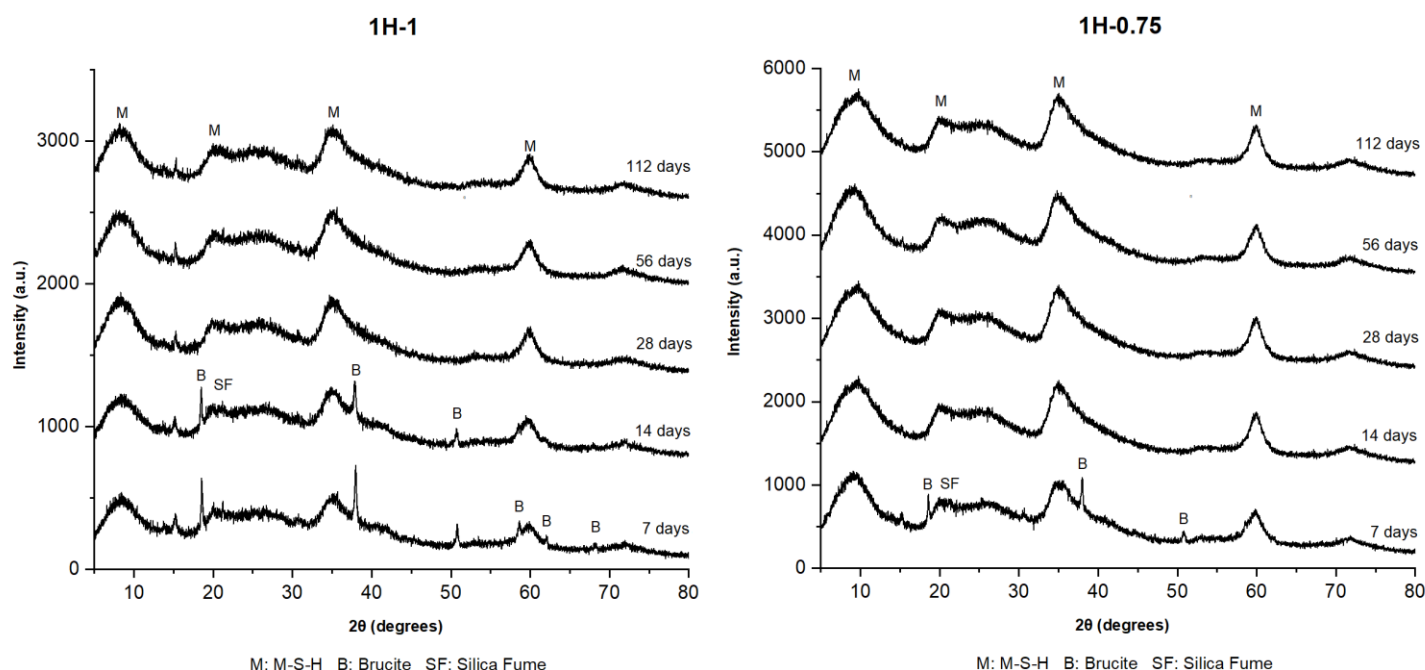 1H-1
M
M
M
M
3000
112 days
2000
56 days
28 days
B
SF
B
B
1000
14 days
B
B
B
7 days
0
10 20 30 40 50 60 70 80
Intensity (a.u.)
2θ (degrees)
M: M-S-H B: Brucite SF: Silica Fume
1H-0.75
6000
M
M
M
M
5000
112 days
4000
56 days
3000
28 days
2000
14 days
1000
B
SF
B
B
7 days
0
10 20 30 40 50 60 70 80
Intensity (a.u.)
2θ (degrees)
M: M-S-H B: Brucite SF: Silica Fume